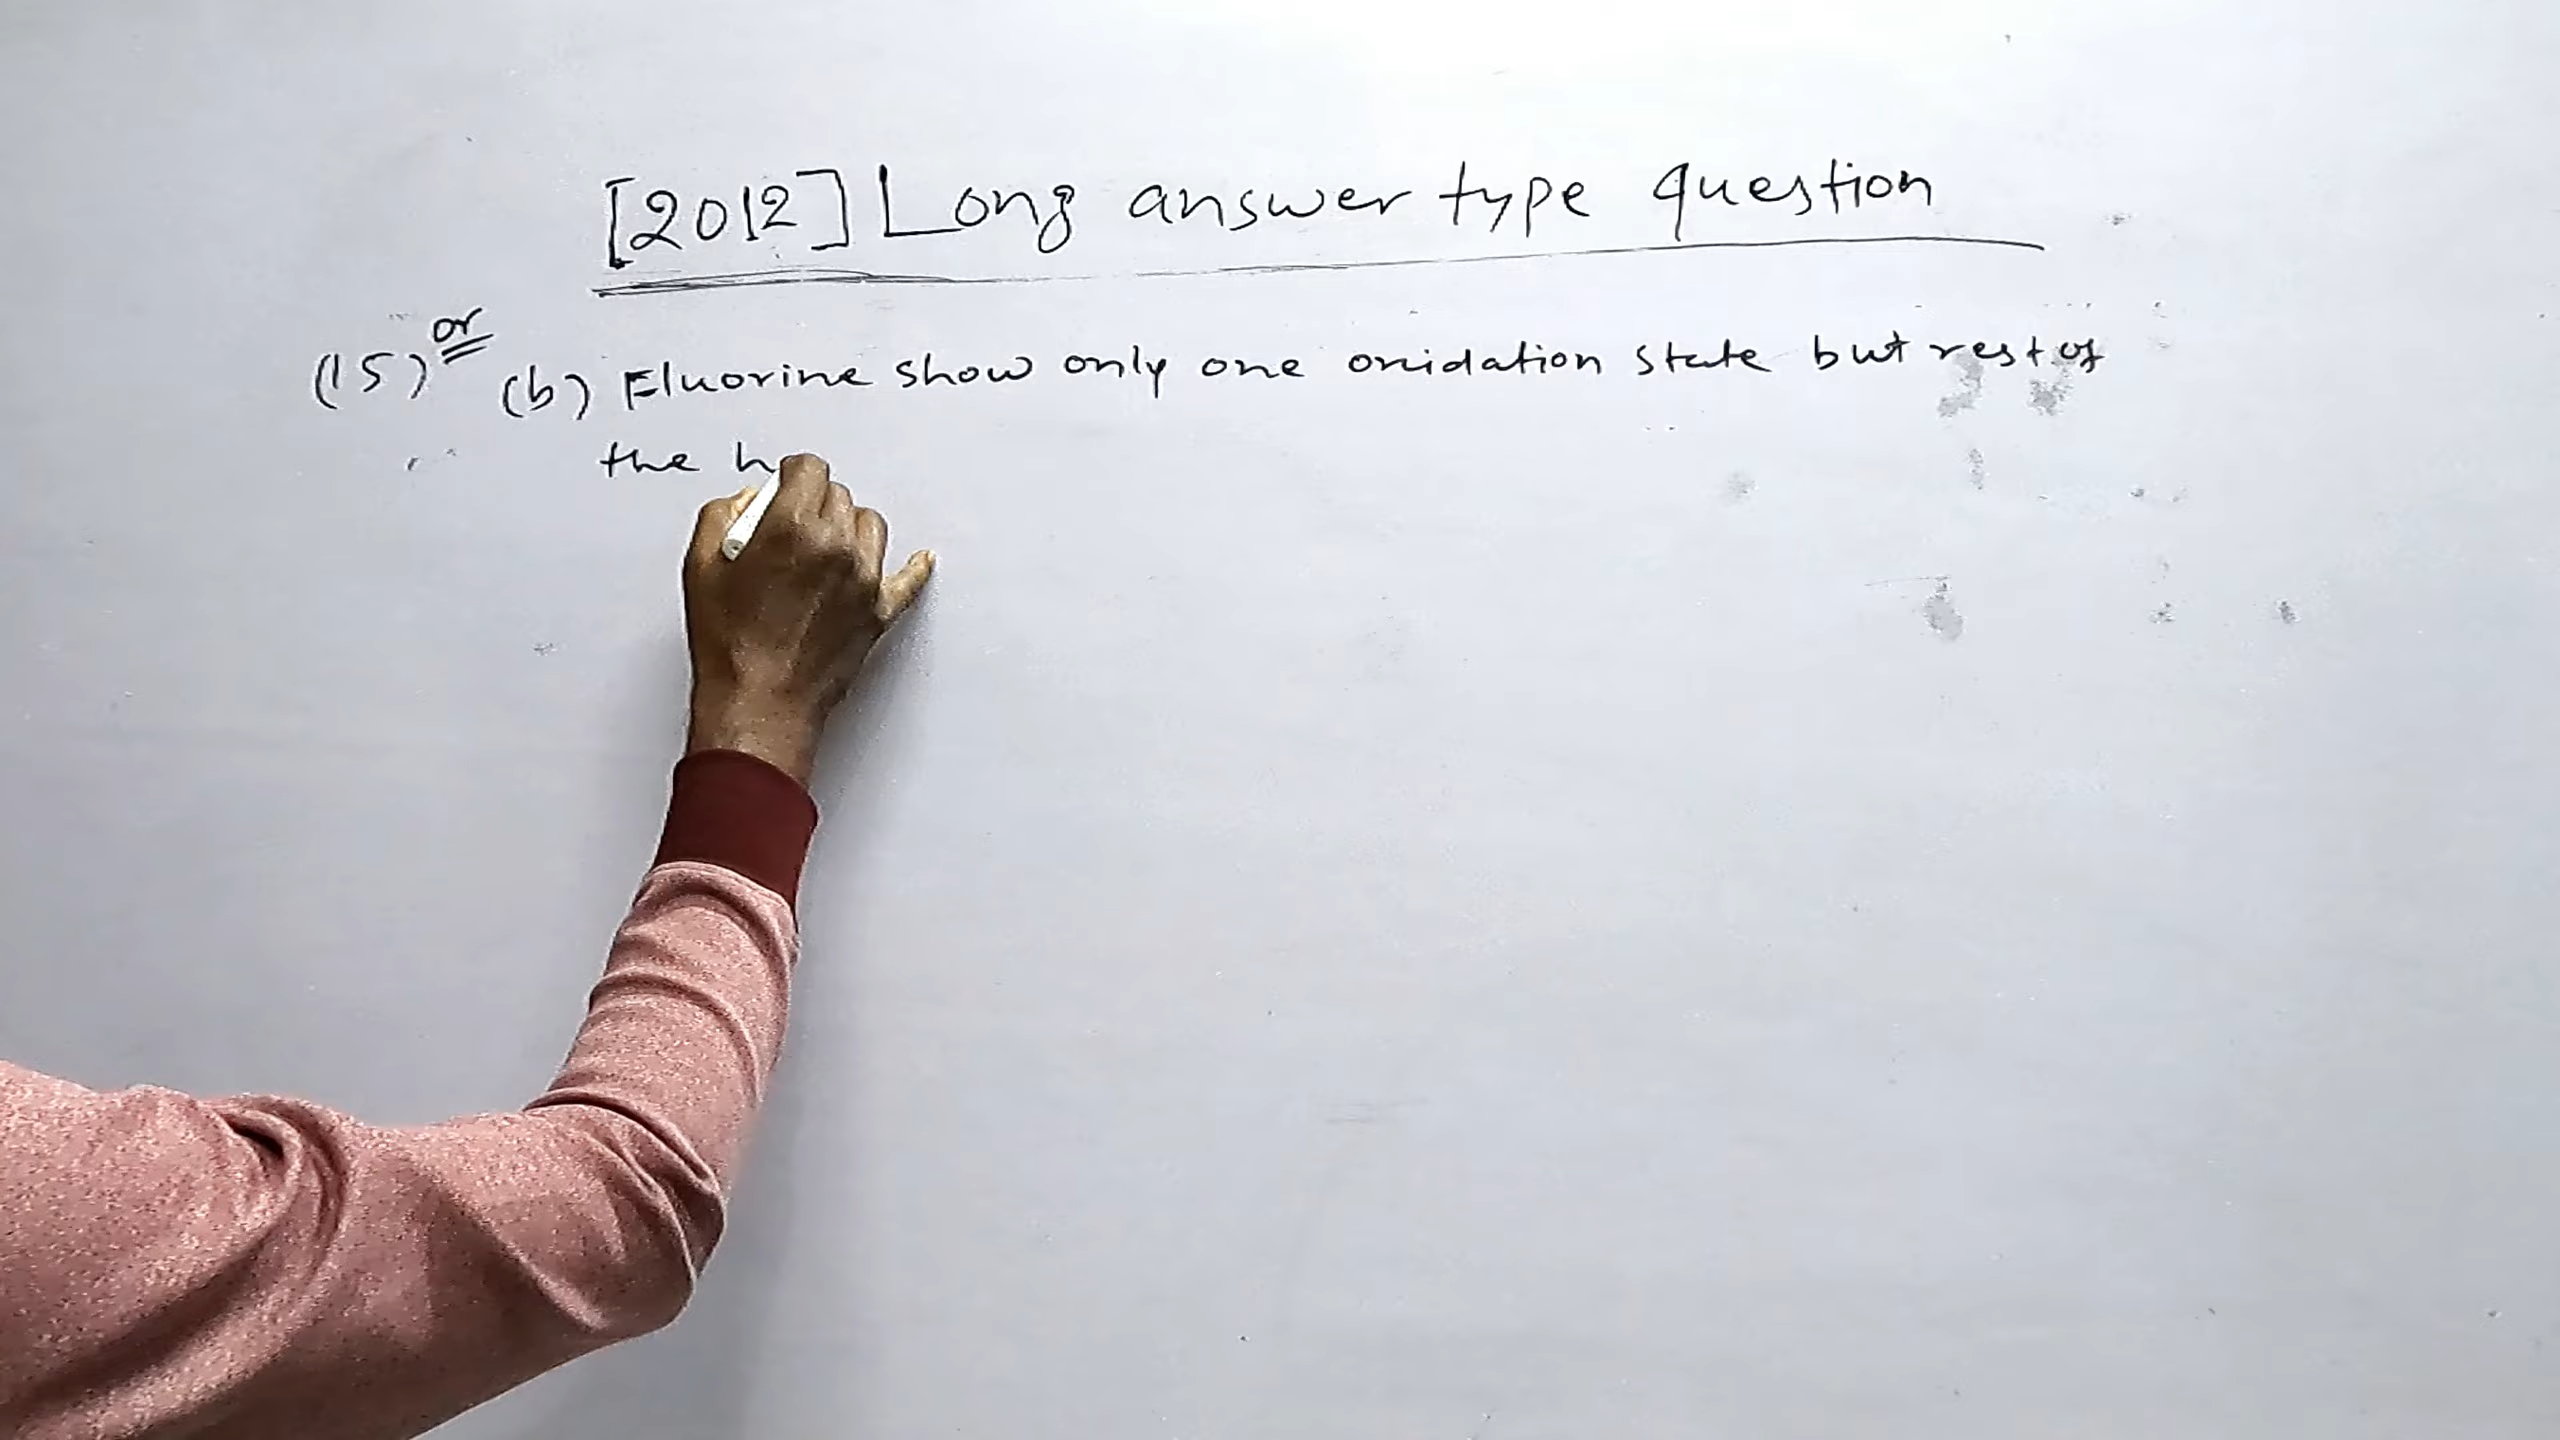 [2012] Long answer type question
(15) or (b) Fluorine show only one oxidation state but rest of
the h